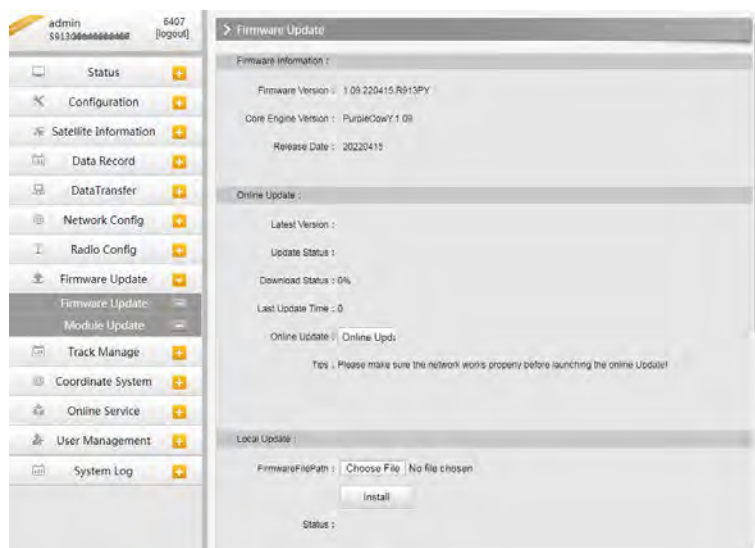 admin
6407
[logout]
Status
Configuration
Satellite Information
Data Record
DataTransfer
Network Config
Radio Config
Firmware Update
Firmware Update
Module Update
Track Manage
Coordinate System
Online Service
User Management
System Log
Firmware Update
Firmware Information :
Firmware Version : 1.09.220415.R913PY
Core Engine Version : PurpleCowY.1.09
Release Date : 20220415
Online Update :
Latest Version :
Update Status :
Download Status : 0%
Last Update Time : 0
Online Update : Online Upda
Tips : Please make sure the network works properly before launching the online Update!
Local Update :
FirmwareFilePath : Choose File No file chosen
Install
Status :